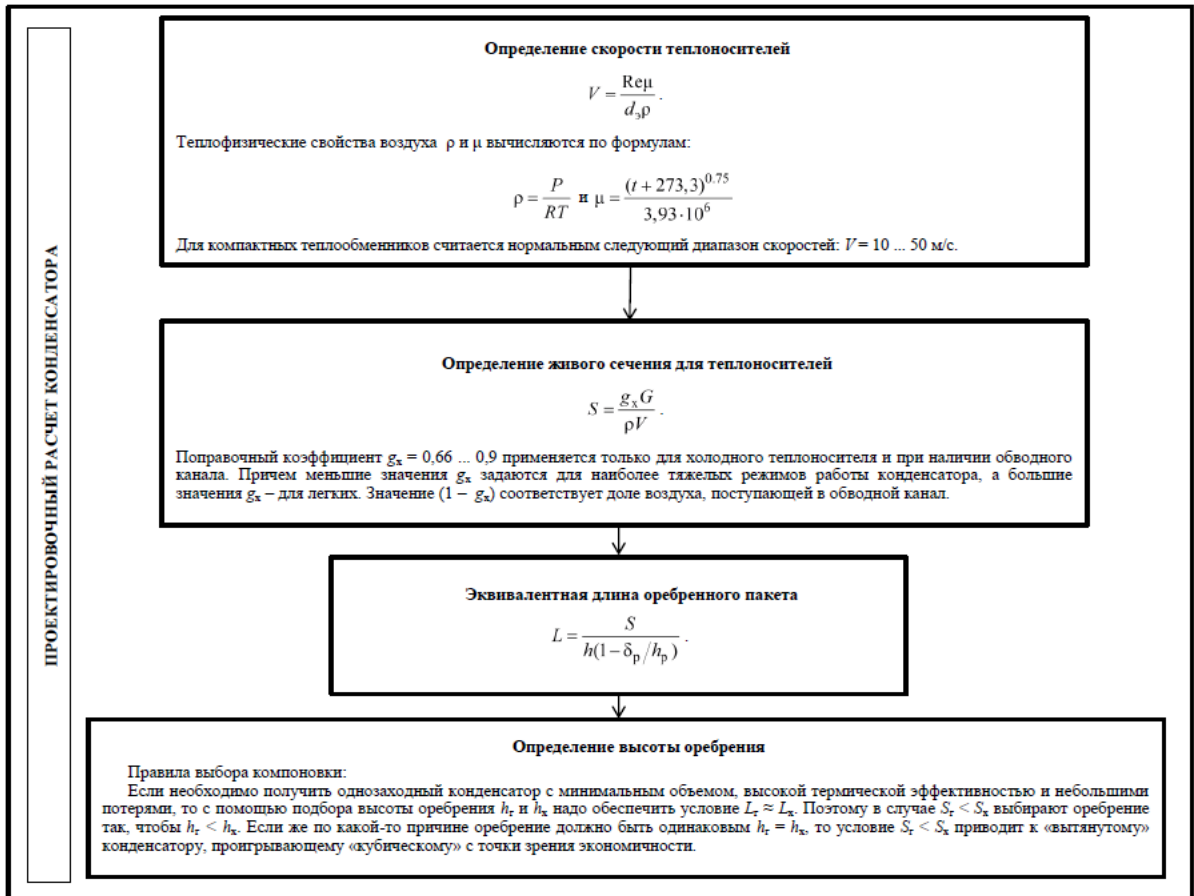 ПРОЕКТИРОВОЧНЫЙ РАСЧЕТ КОНДЕНСАТОРА
Определение скорости теплоносителей
V = Reμ / dэρ .
Теплофизические свойства воздуха ρ и μ вычисляются по формулам:
ρ = P / RT и μ = (t + 273,3)^0.75 / 3,93·10^6
Для компактных теплообменников считается нормальным следующий диапазон скоростей: V = 10 ... 50 м/с.
Определение живого сечения для теплоносителей
S = gхG / ρV .
Поправочный коэффициент gх = 0,66 ... 0,9 применяется только для холодного теплоносителя и при наличии обводного
канала. Причем меньшие значения gх задаются для наиболее тяжелых режимов работы конденсатора, а большие
значения gх – для легких. Значение (1 – gх) соответствует доле воздуха, поступающей в обводной канал.
Эквивалентная длина оребренного пакета
L = S / h(1 – δр/hр) .
Определение высоты оребрения
Правила выбора компоновки:
Если необходимо получить однозаходный конденсатор с минимальным объемом, высокой термической эффективностью и небольшими
потерями, то с помощью подбора высоты оребрения hг и hх надо обеспечить условие Lг ≈ Lх. Поэтому в случае Sг < Sх выбирают оребрение
так, чтобы hг < hх. Если же по какой-то причине оребрение должно быть одинаковым hг = hх, то условие Sг < Sх приводит к «вытянутому»
конденсатору, проигрывающему «кубическому» с точки зрения экономичности.